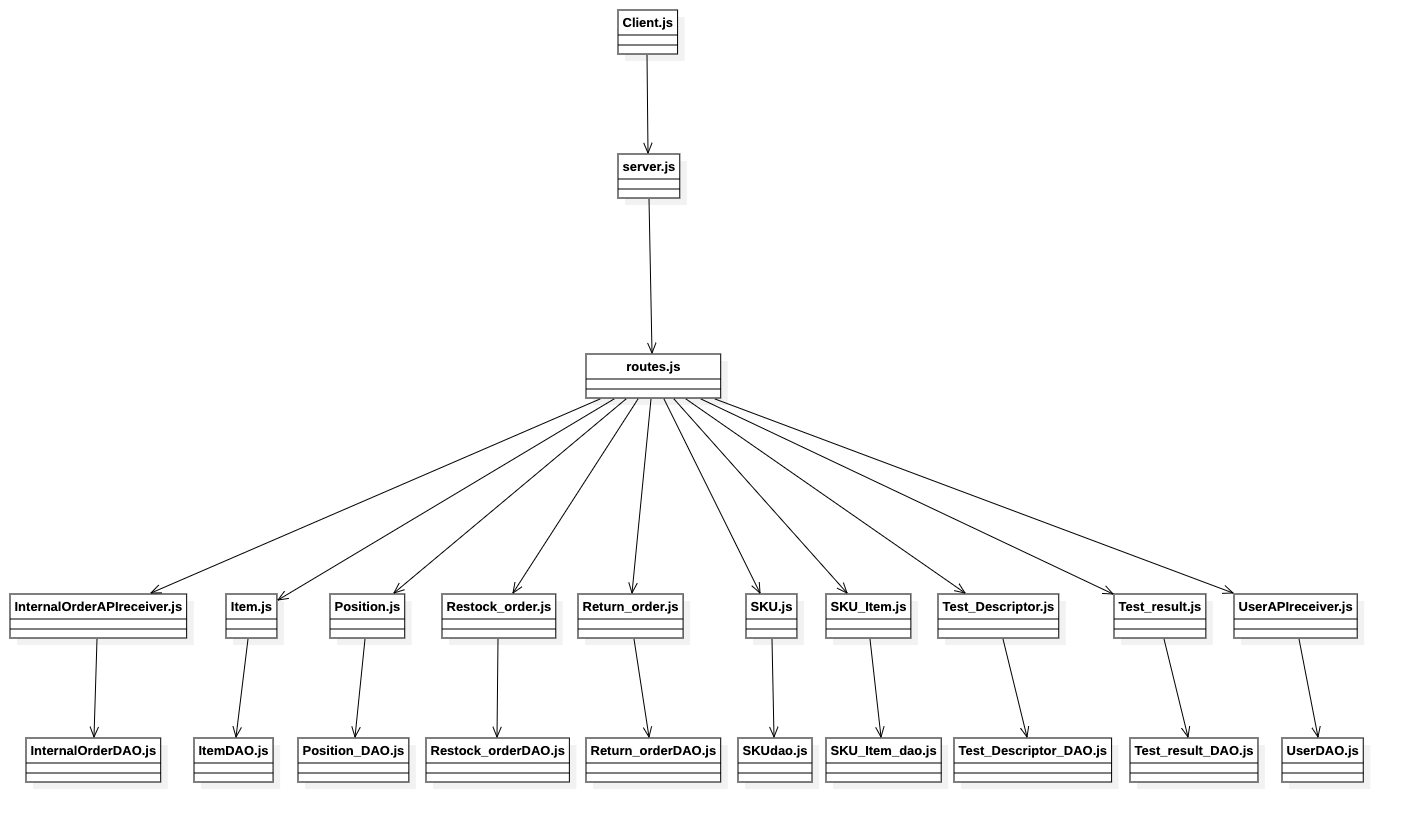 Client.js
server.js
routes.js
InternalOrderAPIreceiver.js
Item.js
Position.js
Restock_order.js
Return_order.js
SKU.js
SKU_Item.js
Test_Descriptor.js
Test_result.js
UserAPIreceiver.js
InternalOrderDAO.js
ItemDAO.js
Position_DAO.js
Restock_orderDAO.js
Return_orderDAO.js
SKUdao.js
SKU_Item_dao.js
Test_Descriptor_DAO.js
Test_result_DAO.js
UserDAO.js